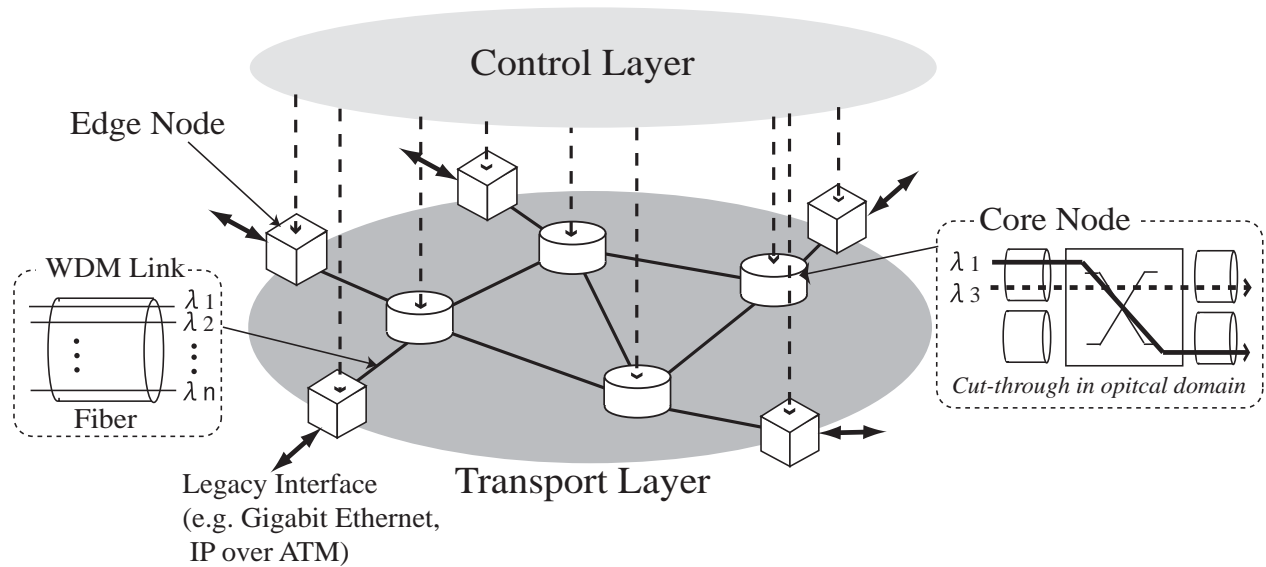 Control Layer
Edge Node
Core Node
λ 1
λ 3
Cut-through in opitcal domain
WDM Link
λ 1
λ 2
λ n
Fiber
Legacy Interface
(e.g. Gigabit Ethernet,
IP over ATM)
Transport Layer